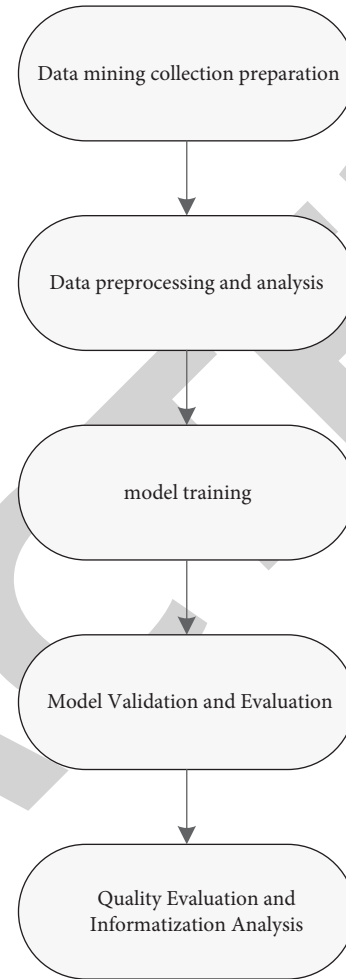 Data mining collection preparation
Data preprocessing and analysis
model training
Model Validation and Evaluation
Quality Evaluation and
Informatization Analysis